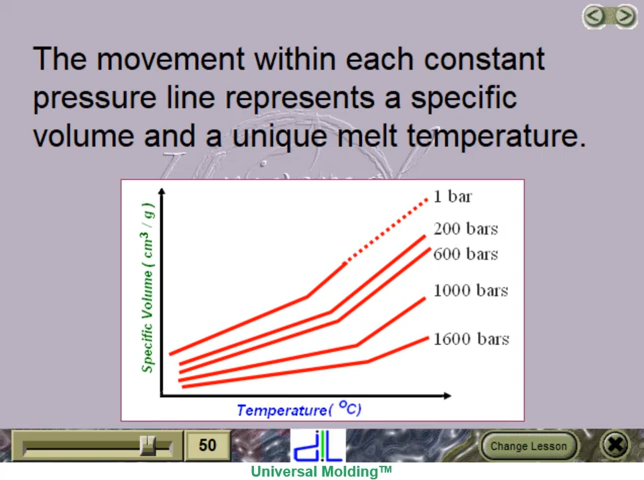 The movement within each constant
pressure line represents a specific
volume and a unique melt temperature.
1 bar
200 bars
600 bars
1000 bars
1600 bars
Specific Volume ( cm³ / g )
Temperature( °C)
50
diL
Change Lesson
Universal Molding™